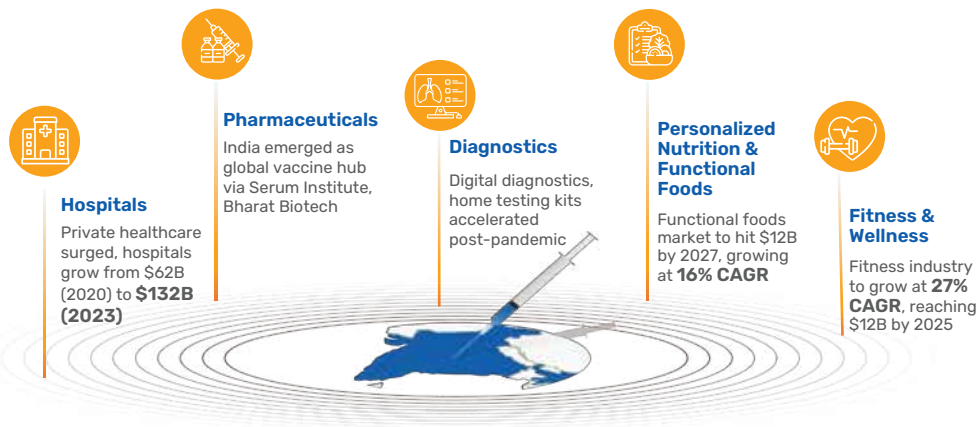 Hospitals
Private healthcare
surged, hospitals
grow from $62B
(2020) to $132B
(2023)
Pharmaceuticals
India emerged as
global vaccine hub
via Serum Institute,
Bharat Biotech
Diagnostics
Digital diagnostics,
home testing kits
accelerated
post-pandemic
Personalized
Nutrition &
Functional
Foods
Functional foods
market to hit $12B
by 2027, growing
at 16% CAGR
Fitness &
Wellness
Fitness industry
to grow at 27%
CAGR, reaching
$12B by 2025